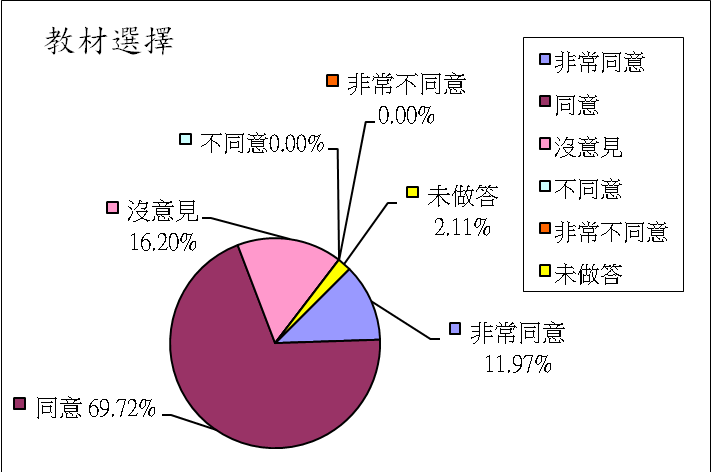 教材選擇
非常不同意
0.00%
不同意0.00%
未做答
2.11%
沒意見
16.20%
非常同意
11.97%
同意 69.72%
非常同意
同意
沒意見
不同意
非常不同意
未做答